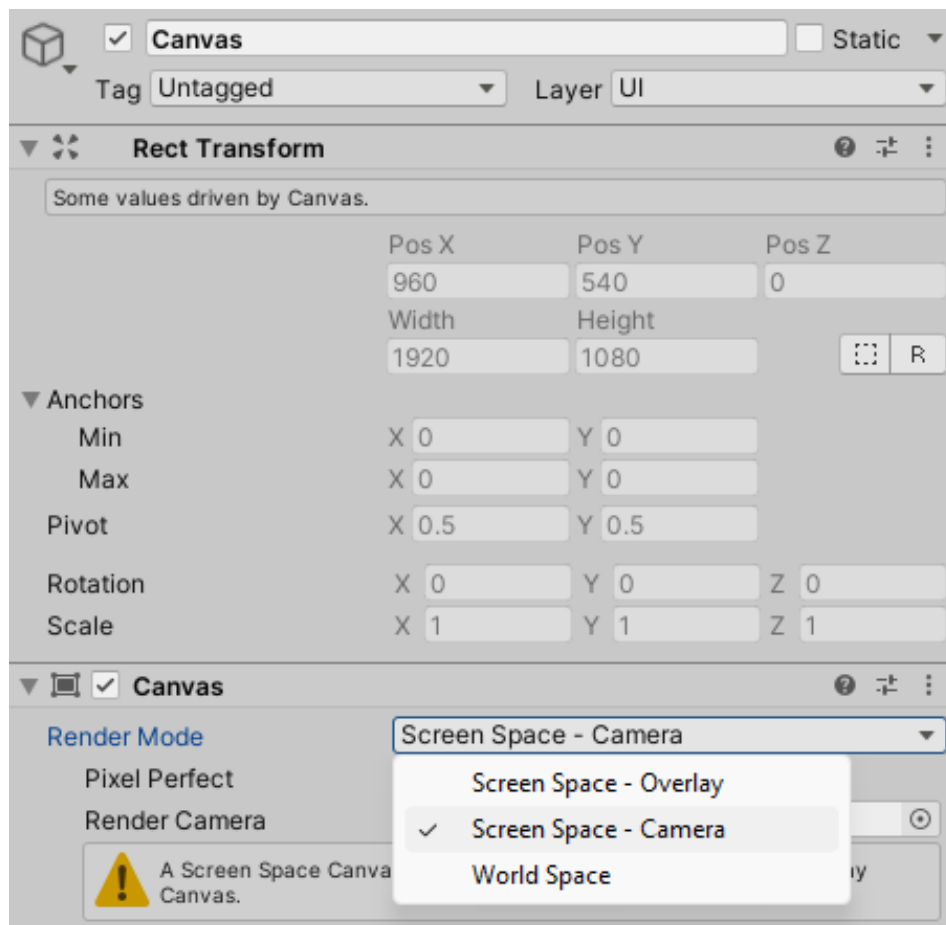 Canvas Static
Tag Untagged Layer UI
Rect Transform
Some values driven by Canvas.
Pos X Pos Y Pos Z
960 540 0
Width Height
1920 1080
R
Anchors
Min X 0 Y 0
Max X 0 Y 0
Pivot X 0.5 Y 0.5
Rotation X 0 Y 0 Z 0
Scale X 1 Y 1 Z 1
Canvas
Render Mode Screen Space - Camera
Pixel Perfect
Screen Space - Overlay
Render Camera
Screen Space - Camera
World Space
A Screen Space Canva
Canvas.